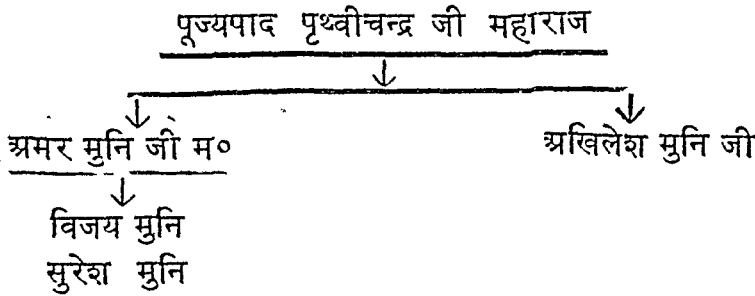 पूज्यपाद पृथ्वीचन्द्र जी महाराज
अमर मुनि जी म०
अखिलेश मुनि जी
विजय मुनि
सुरेश मुनि